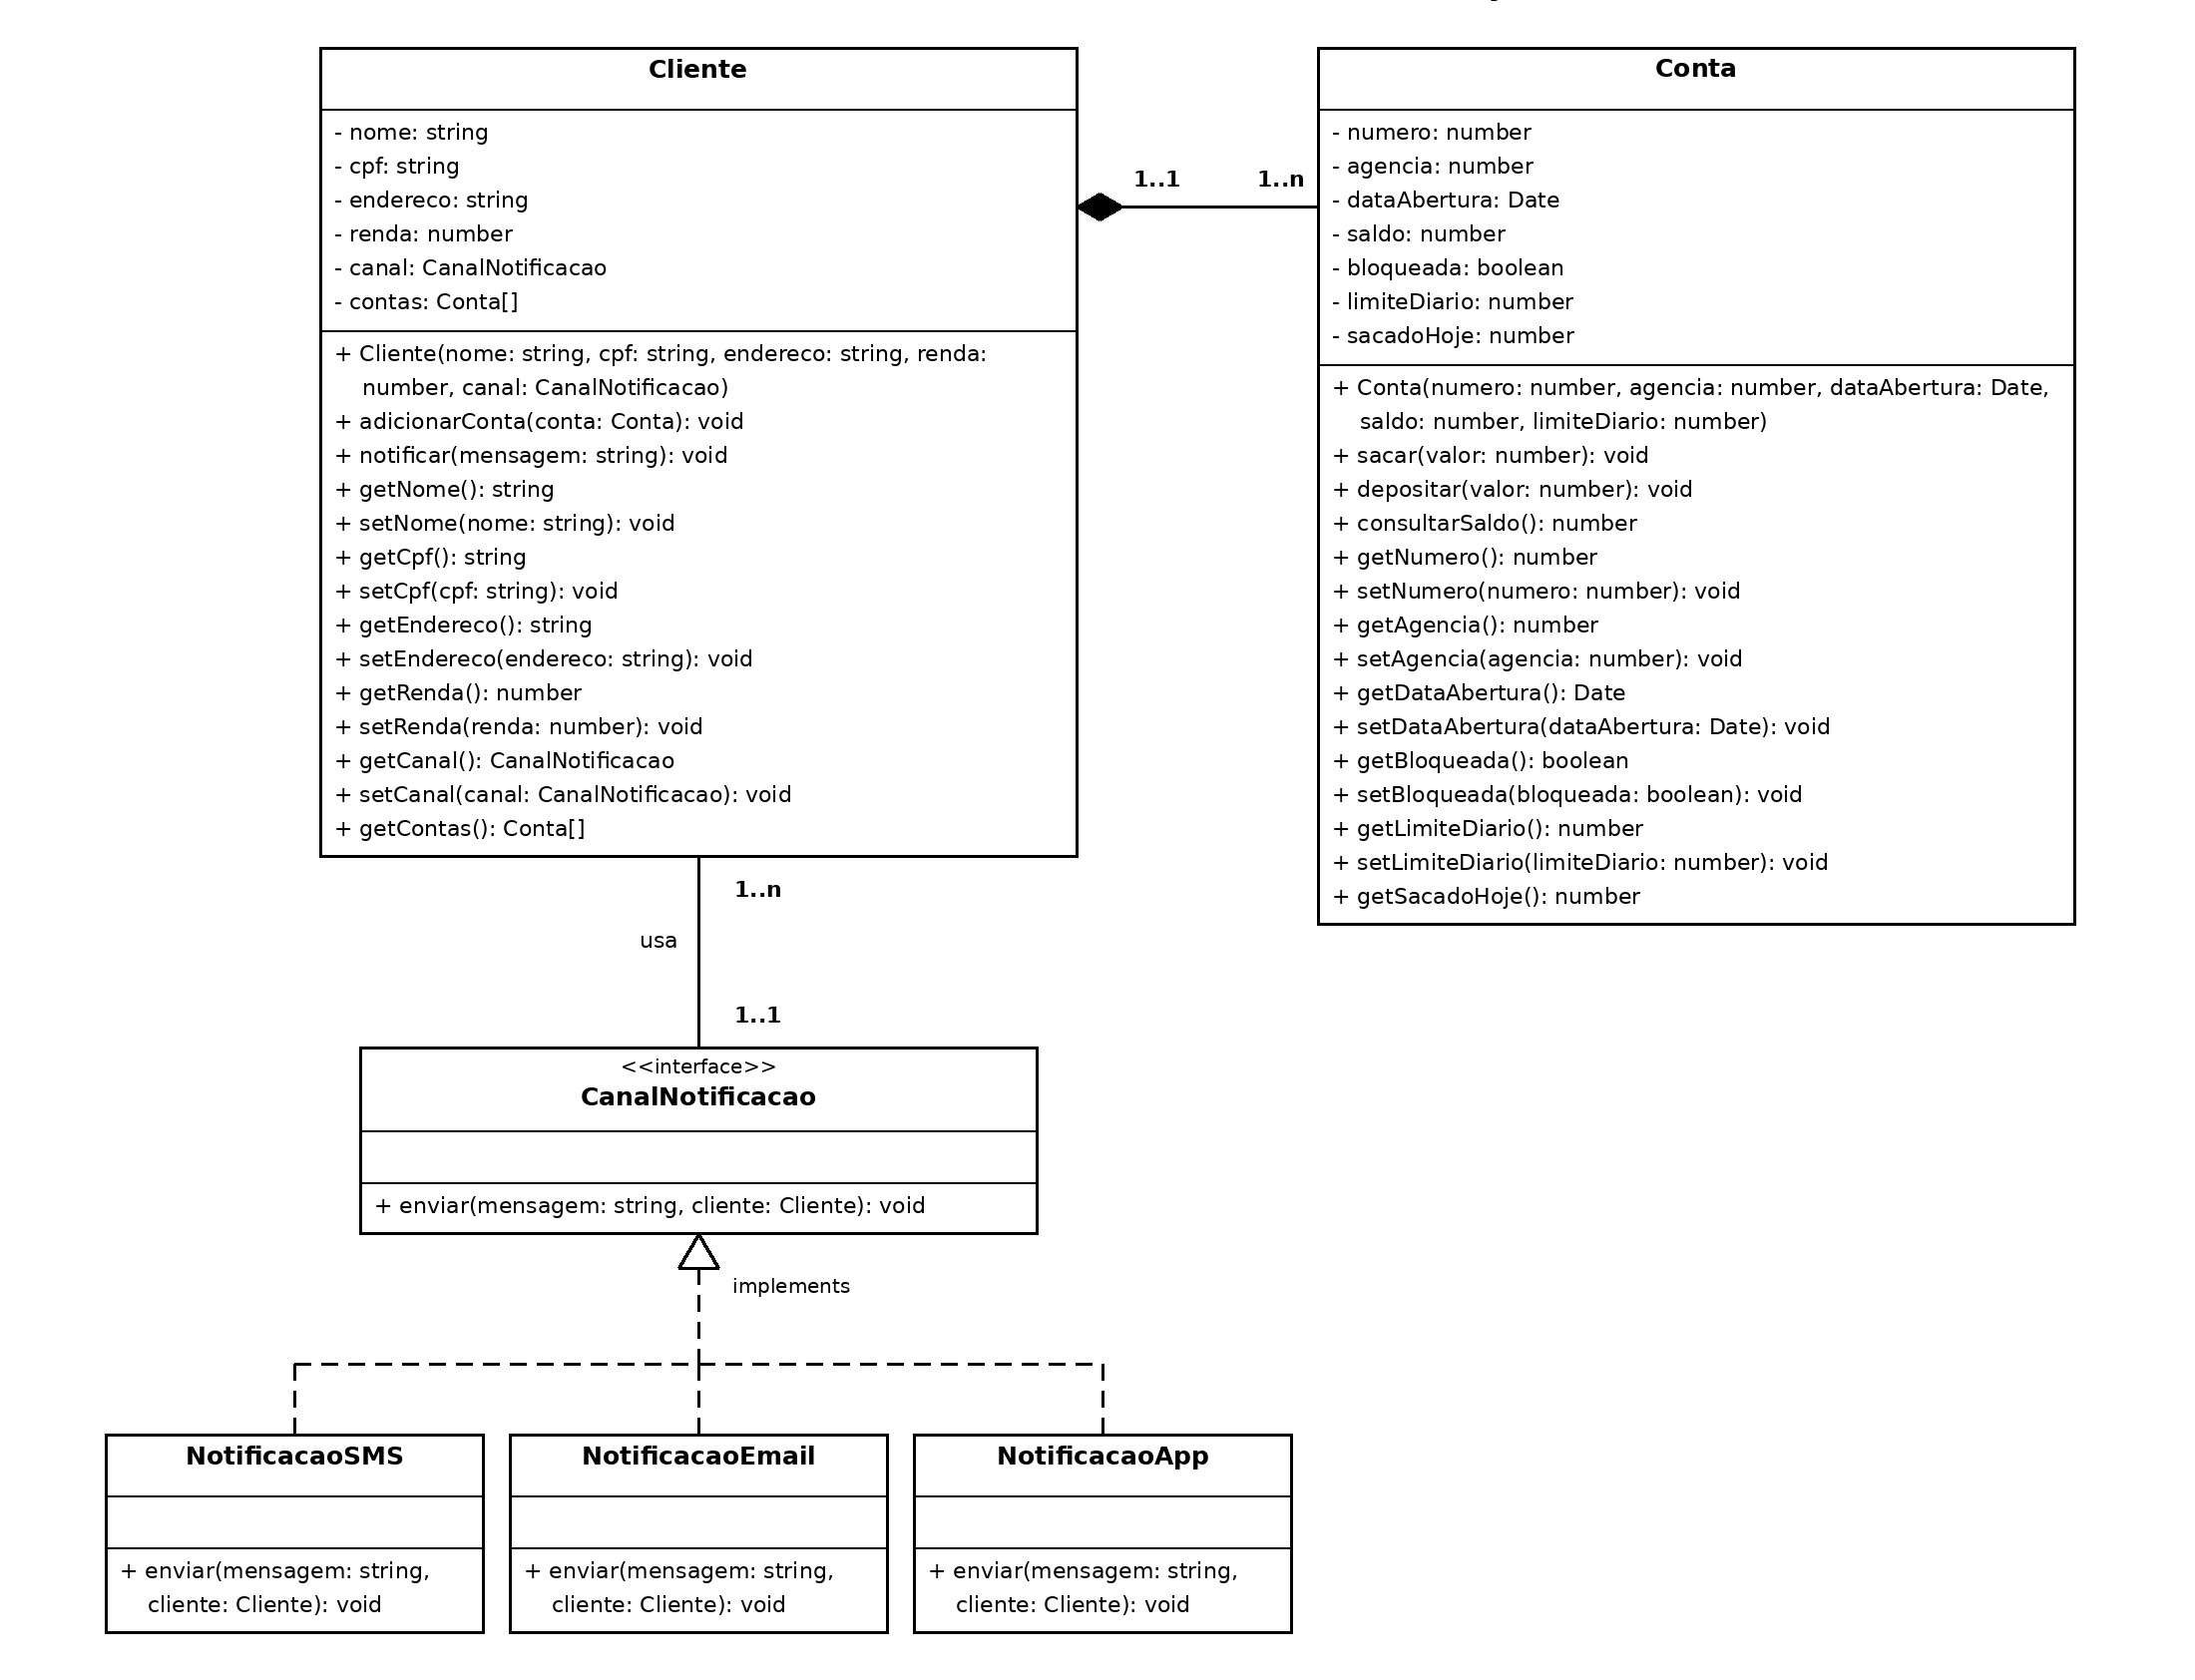 Cliente
- nome: string
- cpf: string
- endereco: string
- renda: number
- canal: CanalNotificacao
- contas: Conta[]
+ Cliente(nome: string, cpf: string, endereco: string, renda:
number, canal: CanalNotificacao)
+ adicionarConta(conta: Conta): void
+ notificar(mensagem: string): void
+ getNome(): string
+ setNome(nome: string): void
+ getCpf(): string
+ setCpf(cpf: string): void
+ getEndereco(): string
+ setEndereco(endereco: string): void
+ getRenda(): number
+ setRenda(renda: number): void
+ getCanal(): CanalNotificacao
+ setCanal(canal: CanalNotificacao): void
+ getContas(): Conta[]
1..1
1..n
Conta
- numero: number
- agencia: number
- dataAbertura: Date
- saldo: number
- bloqueada: boolean
- limiteDiario: number
- sacadoHoje: number
+ Conta(numero: number, agencia: number, dataAbertura: Date,
saldo: number, limiteDiario: number)
+ sacar(valor: number): void
+ depositar(valor: number): void
+ consultarSaldo(): number
+ getNumero(): number
+ setNumero(numero: number): void
+ getAgencia(): number
+ setAgencia(agencia: number): void
+ getDataAbertura(): Date
+ setDataAbertura(dataAbertura: Date): void
+ getBloqueada(): boolean
+ setBloqueada(bloqueada: boolean): void
+ getLimiteDiario(): number
+ setLimiteDiario(limiteDiario: number): void
+ getSacadoHoje(): number
1..n
usa
1..1
<<interface>>
CanalNotificacao
+ enviar(mensagem: string, cliente: Cliente): void
implements
NotificacaoSMS
+ enviar(mensagem: string,
cliente: Cliente): void
NotificacaoEmail
+ enviar(mensagem: string,
cliente: Cliente): void
NotificacaoApp
+ enviar(mensagem: string,
cliente: Cliente): void